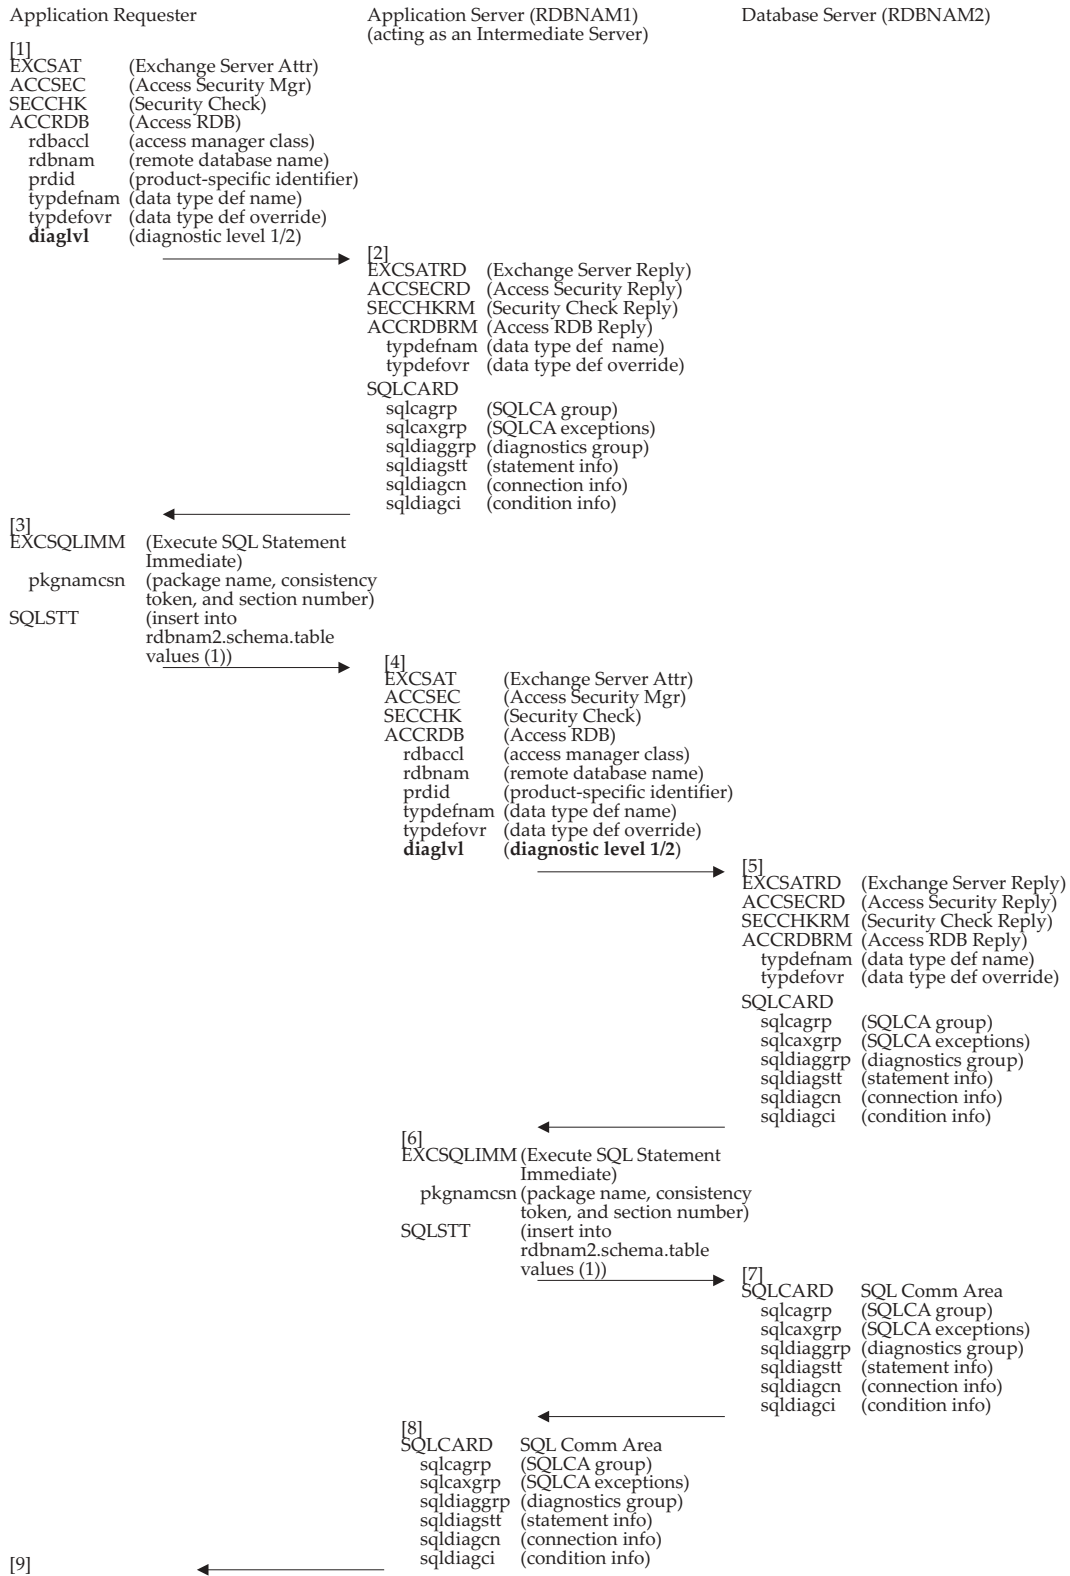 Application Requester
Application Server (RDBNAM1)
(acting as an Intermediate Server)
Database Server (RDBNAM2)
[1]
EXCSAT (Exchange Server Attr)
ACCSEC (Access Security Mgr)
SECCHK (Security Check)
ACCRDB (Access RDB)
rdbaccl (access manager class)
rdbnam (remote database name)
prdid (product-specific identifier)
typdefnam (data type def name)
typdefovr (data type def override)
diaglvl (diagnostic level 1/2)
[2]
EXCSATRD (Exchange Server Reply)
ACCSECRD (Access Security Reply)
SECCHKRM (Security Check Reply)
ACCRDBRM (Access RDB Reply)
typdefnam (data type def name)
typdefovr (data type def override)
SQLCARD
sqlcagrp (SQLCA group)
sqlcaxgrp (SQLCA exceptions)
sqldiaggrp (diagnostics group)
sqldiagstt (statement info)
sqldiagcn (connection info)
sqldiagci (condition info)
[3]
EXCSQLIMM (Execute SQL Statement
Immediate)
pkgnamcsn (package name, consistency
token, and section number)
SQLSTT (insert into
rdbnam2.schema.table
values (1))
[4]
EXCSAT (Exchange Server Attr)
ACCSEC (Access Security Mgr)
SECCHK (Security Check)
ACCRDB (Access RDB)
rdbaccl (access manager class)
rdbnam (remote database name)
prdid (product-specific identifier)
typdefnam (data type def name)
typdefovr (data type def override)
diaglvl (diagnostic level 1/2)
[5]
EXCSATRD (Exchange Server Reply)
ACCSECRD (Access Security Reply)
SECCHKRM (Security Check Reply)
ACCRDBRM (Access RDB Reply)
typdefnam (data type def name)
typdefovr (data type def override)
SQLCARD
sqlcagrp (SQLCA group)
sqlcaxgrp (SQLCA exceptions)
sqldiaggrp (diagnostics group)
sqldiagstt (statement info)
sqldiagcn (connection info)
sqldiagci (condition info)
[6]
EXCSQLIMM (Execute SQL Statement
Immediate)
pkgnamcsn (package name, consistency
token, and section number)
SQLSTT (insert into
rdbnam2.schema.table
values (1))
[7]
SQLCARD SQL Comm Area
sqlcagrp (SQLCA group)
sqlcaxgrp (SQLCA exceptions)
sqldiaggrp (diagnostics group)
sqldiagstt (statement info)
sqldiagcn (connection info)
sqldiagci (condition info)
[8]
SQLCARD SQL Comm Area
sqlcagrp (SQLCA group)
sqlcaxgrp (SQLCA exceptions)
sqldiaggrp (diagnostics group)
sqldiagstt (statement info)
sqldiagcn (connection info)
sqldiagci (condition info)
[9]